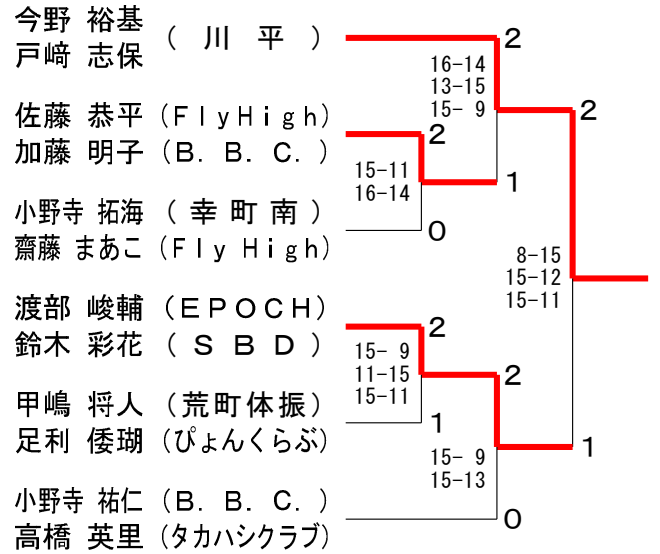 今野 裕基
戸﨑 志保
( 川 平 )
2
16-14
13-15
15- 9
2
佐藤 恭平 (ＦｌｙＨｉｇｈ)
加藤 明子 (Ｂ．Ｂ．Ｃ．)
2
15-11
16-14
1
小野寺 拓海 ( 幸 町 南 )
齋藤 まあこ (Ｆｌｙ Ｈｉｇｈ)
0
8-15
15-12
15-11
渡部 峻輔 (ＥＰＯＣＨ)
鈴木 彩花 ( Ｓ Ｂ Ｄ )
2
15- 9
11-15
15-11
2
甲嶋 将人 (荒町体振)
足利 倭瑚 (ぴょんくらぶ)
1
15- 9
15-13
1
小野寺 祐仁 (Ｂ．Ｂ．Ｃ．)
高橋 英里 (タカハシクラブ)
0